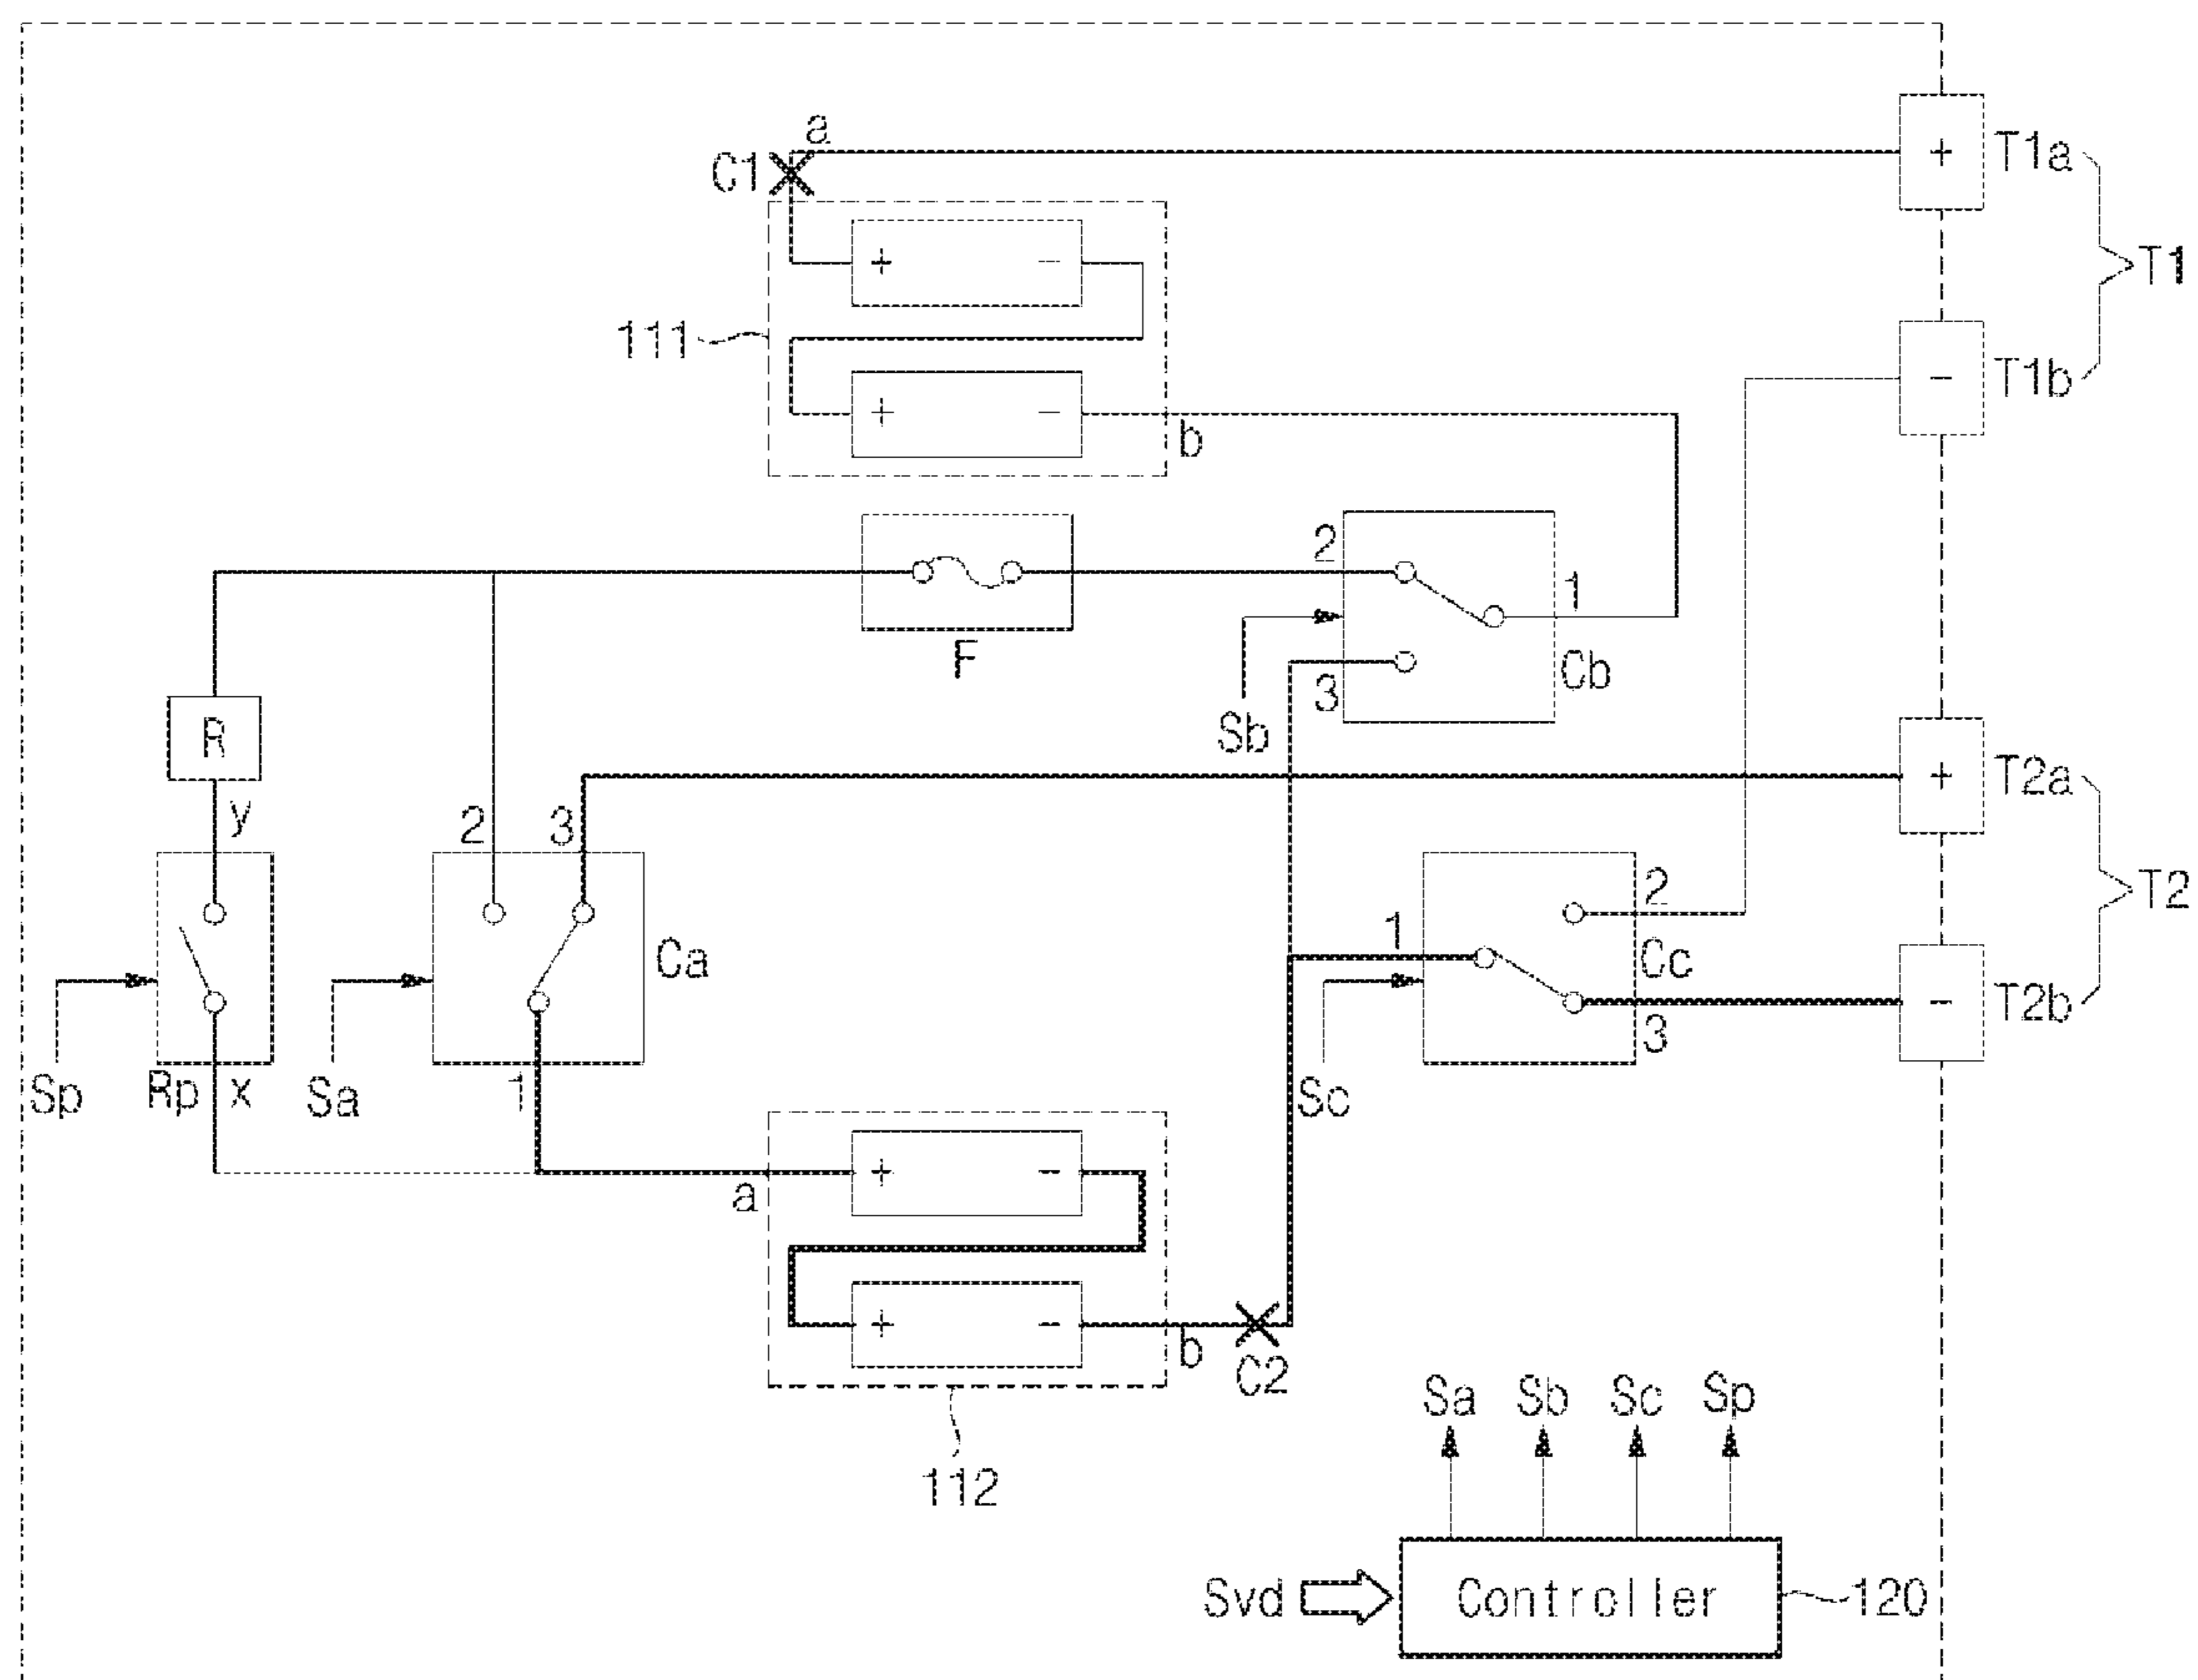 a
C1
+ T1a
T1
+ -
111
- T1b
+ -
b
2
1
F
3
Cb
Sb
R
y
2 3
+ T2a
T2
2
1
Ca
Cc
- T2b
3
Sp Rp x Sa 1
Sc
+ -
a
+ -
b
C2
112
Sa Sb Sc Sp
Svd Controller 120